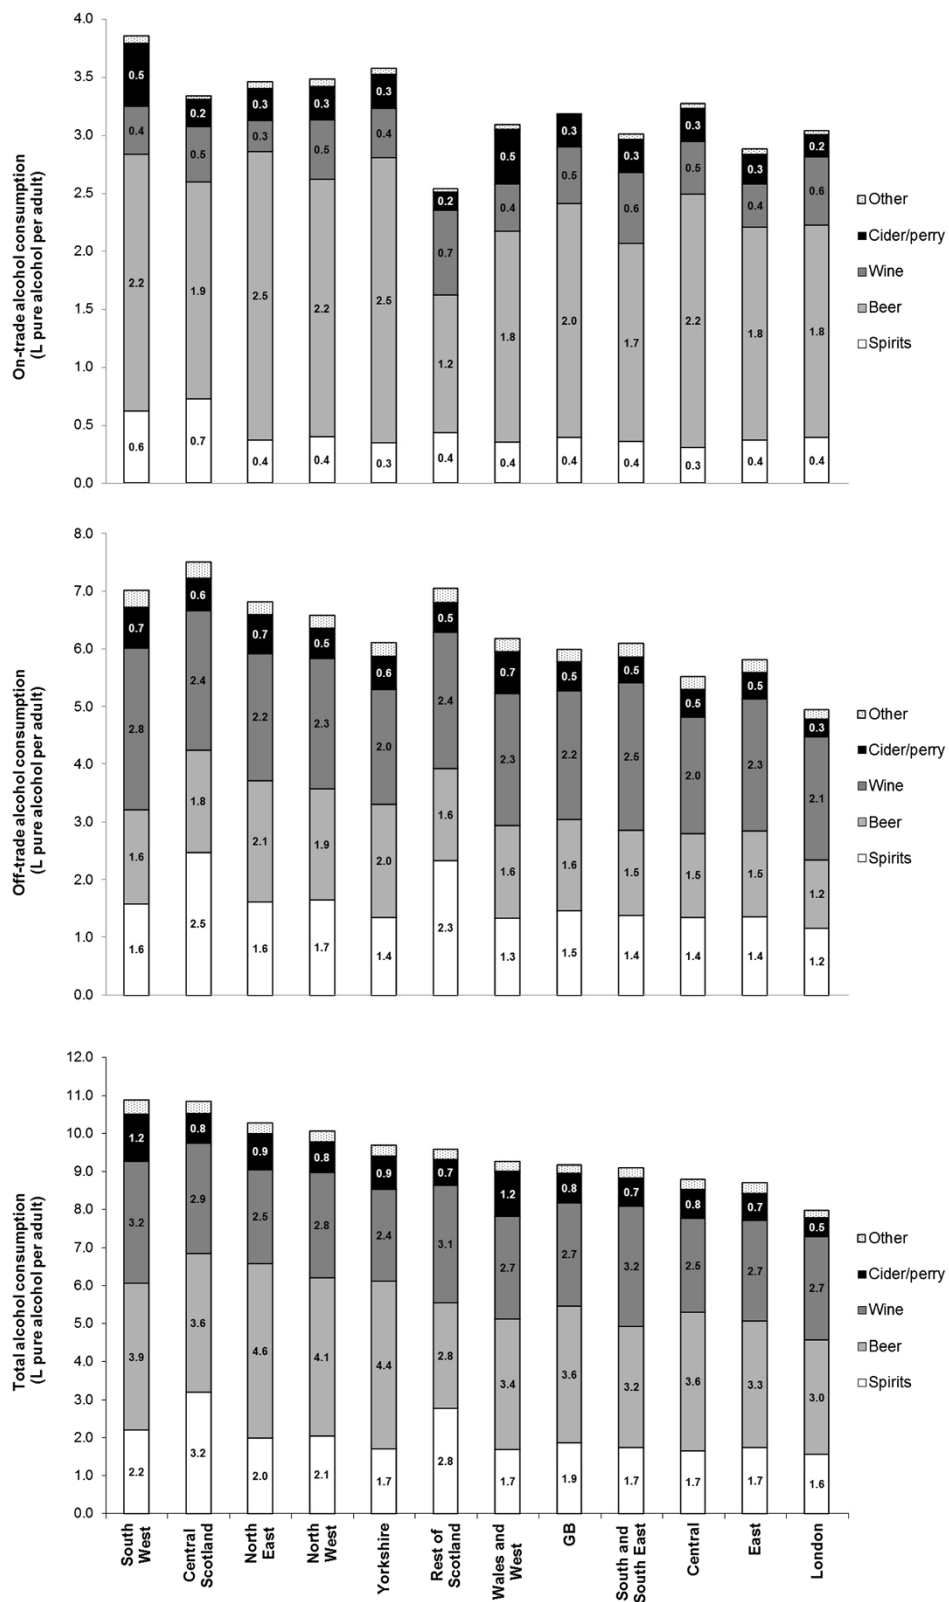 On-trade alcohol consumption
(L pure alcohol per adult)
4.0
3.5
3.0
2.5
2.0
1.5
1.0
0.5
0.0
0.5 0.2 0.3 0.3 0.3 0.2 0.5 0.3 0.3 0.3 0.3 0.2
0.4 0.5 0.3 0.5 0.4 0.7 0.4 0.5 0.6 0.5 0.4 0.6
2.2 1.9 2.5 2.2 2.5 1.2 1.8 2.0 1.7 2.2 1.8 1.8
0.6 0.7 0.4 0.4 0.3 0.4 0.4 0.4 0.4 0.3 0.4 0.4
Other
Cider/perry
Wine
Beer
Spirits
Off-trade alcohol consumption
(L pure alcohol per adult)
8.0
7.0
6.0
5.0
4.0
3.0
2.0
1.0
0.0
0.7 0.6 0.7 0.5 0.6 0.5 0.7 0.5 0.5 0.5 0.5 0.3
2.8 2.4 2.2 2.3 2.0 2.4 2.3 2.2 2.5 2.0 2.3 2.1
1.6 1.8 2.1 1.9 2.0 1.6 1.6 1.6 1.5 1.5 1.5 1.2
1.6 2.5 1.6 1.7 1.4 2.3 1.3 1.5 1.4 1.4 1.4 1.2
Other
Cider/perry
Wine
Beer
Spirits
Total alcohol consumption
(L pure alcohol per adult)
12.0
11.0
10.0
9.0
8.0
7.0
6.0
5.0
4.0
3.0
2.0
1.0
0.0
1.2 0.8 0.9 0.8 0.9 0.7 1.2 0.8 0.7 0.8 0.7 0.5
3.2 2.9 2.5 2.8 2.4 3.1 2.7 2.7 3.2 2.5 2.7 2.7
3.9 3.6 4.6 4.1 4.4 2.8 3.4 3.6 3.2 3.6 3.3 3.0
2.2 3.2 2.0 2.1 1.7 2.8 1.7 1.9 1.7 1.7 1.7 1.6
Other
Cider/perry
Wine
Beer
Spirits
South
West
Central
Scotland
North
East
North
West
Yorkshire
Rest of
Scotland
Wales and
West
GB
South and
South East
Central
East
London